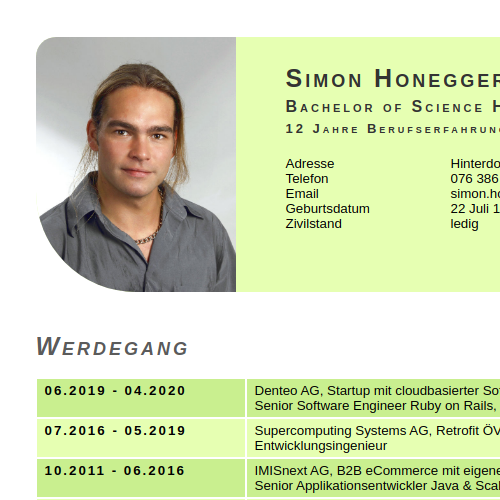 Simon Honegger
Bachelor of Science H
12 Jahre Berufserfahrung
Adresse Hinterdo
Telefon 076 386
Email simon.ho
Geburtsdatum 22 Juli 1
Zivilstand ledig
Werdegang
06.2019 - 04.2020 Denteo AG, Startup mit cloudbasierter Sof
Senior Software Engineer Ruby on Rails,
07.2016 - 05.2019 Supercomputing Systems AG, Retrofit ÖV
Entwicklungsingenieur
10.2011 - 06.2016 IMISnext AG, B2B eCommerce mit eigene
Senior Applikationsentwickler Java & Scal